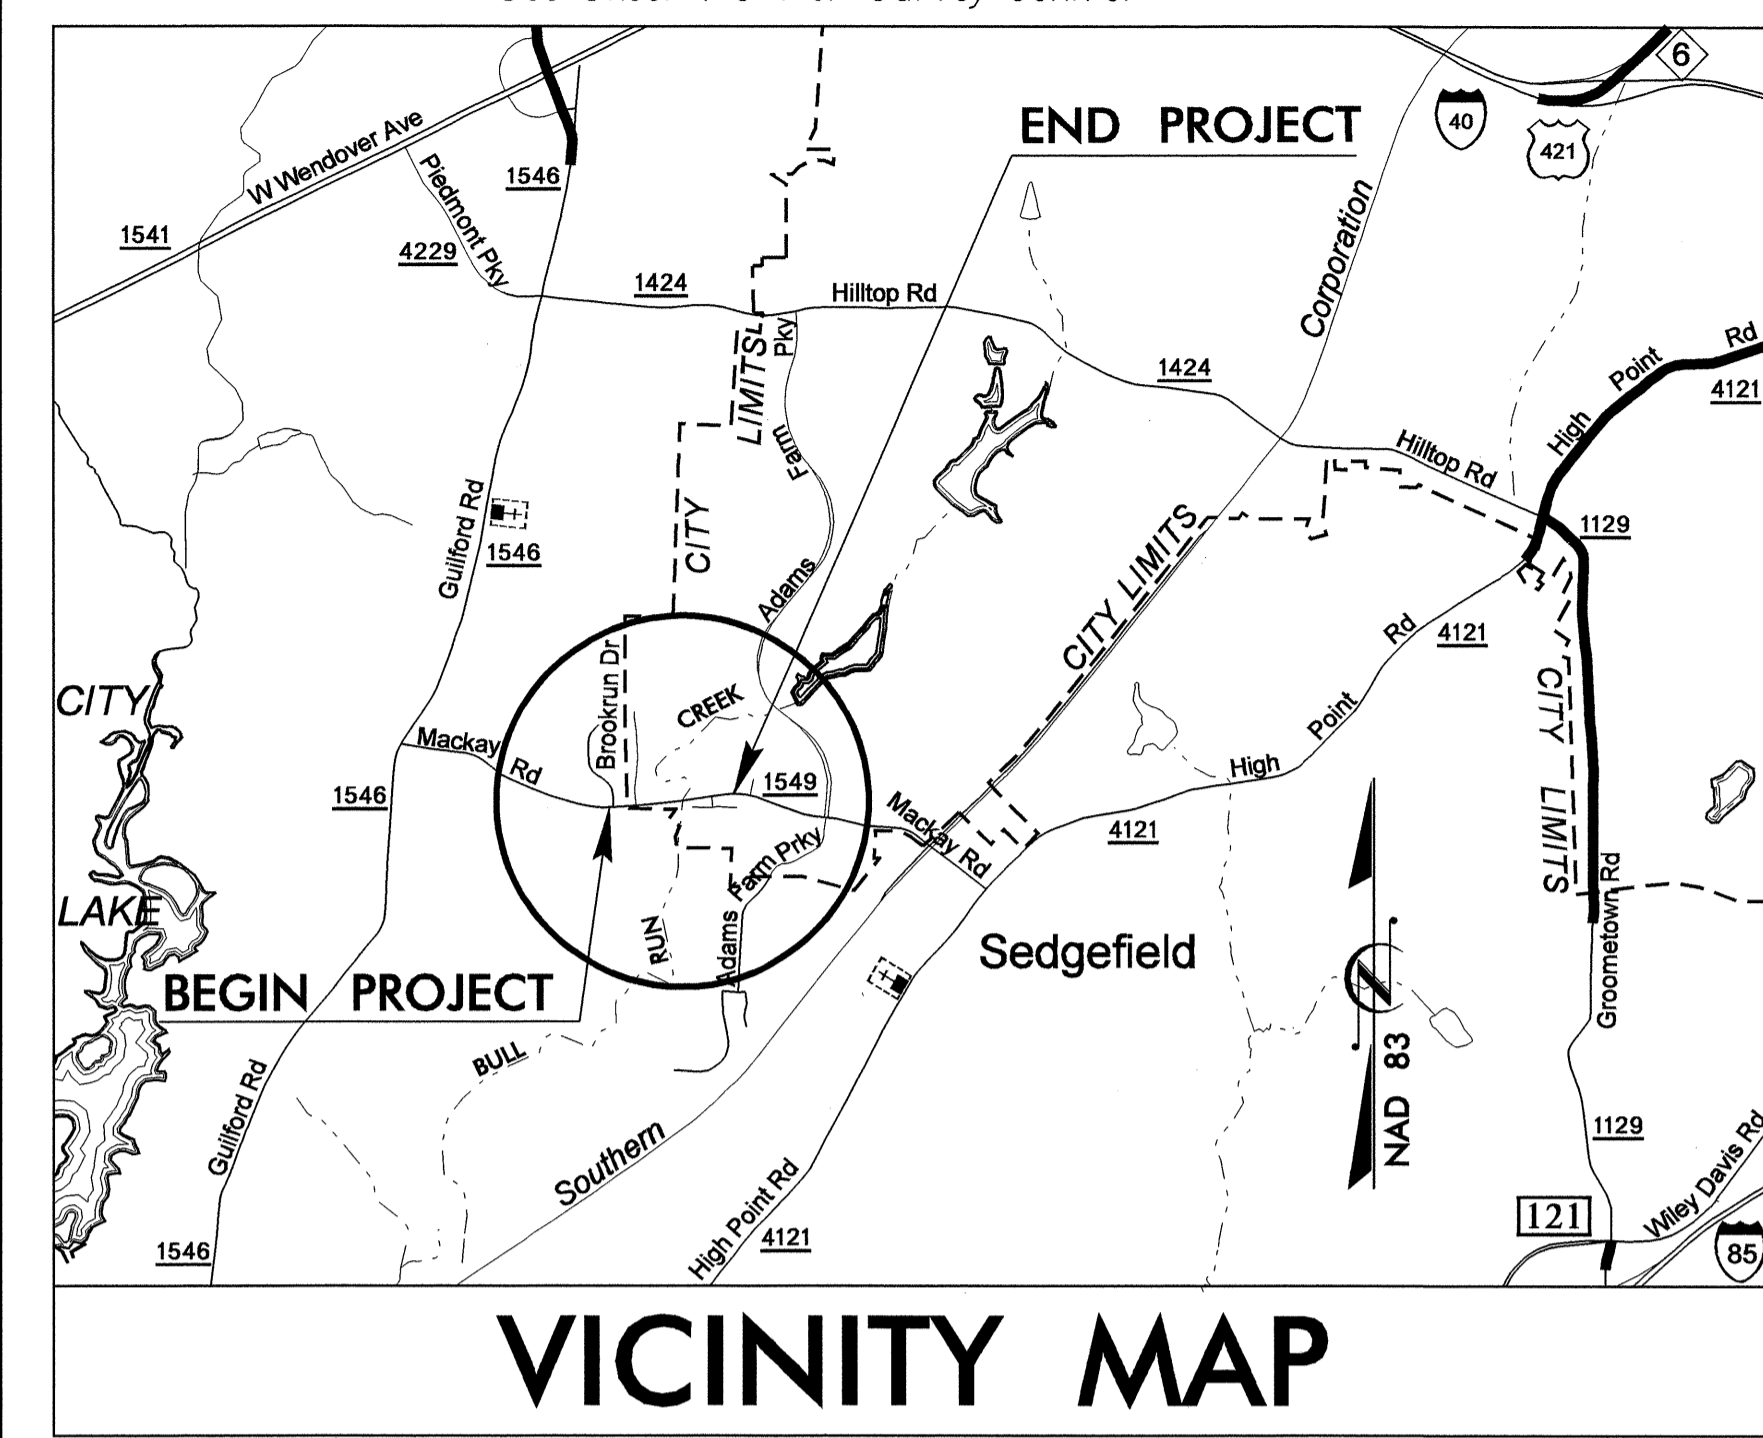 6
END PROJECT
40
421
W Wendover Ave
Piedmont Pky
1546
1541
4229
Corporation
1424
Hilltop Rd
Pky
LIMITS
Rd
Point
4121
1424
High
Farm
Hilltop Rd
Guilford Rd
1546
CITY
CITY LIMITS
1129
Adams
Rd
4121
Brookrun Dr
CREEK
CITY
CITY LIMITS
Mackay Rd
Point
High
1549
1546
Mackay Rd
4121
Farm Prky
Adams
LAKE
RUN
Groometown Rd
Sedgefield
BEGIN PROJECT
BULL
NAD 83
Guilford Rd
Southern
1129
Wiley Davis Rd
High Point Rd
121
4121
1546
85
VICINITY MAP